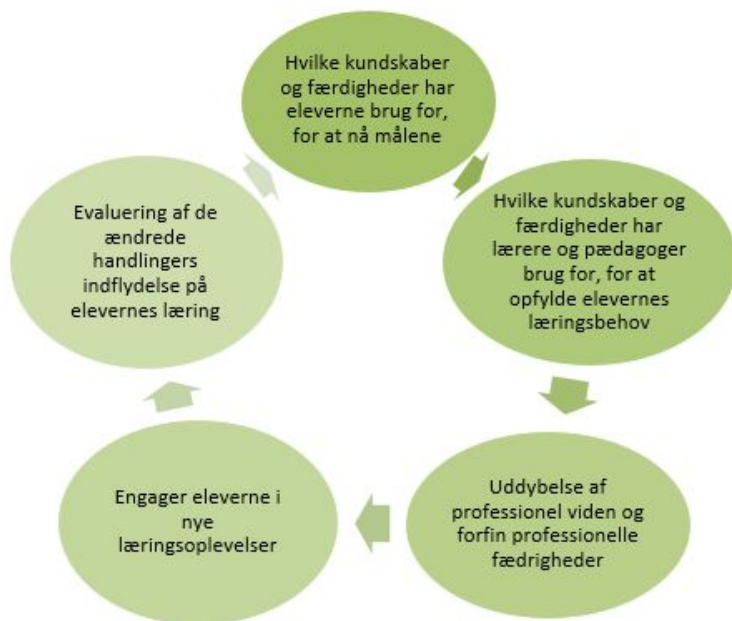 Hvilke kundskaber
og færdigheder har
eleverne brug for,
for at nå målene
Hvilke kundskaber og
færdigheder har
lærere og pædagoger
brug for, for at
opfylde elevernes
læringsbehov
Uddybelse af
professionel viden og
forfin professionelle
fædrigheder
Engager eleverne i
nye
læringsoplevelser
Evaluering af de
ændrede
handlingers
indflydelse på
elevernes læring